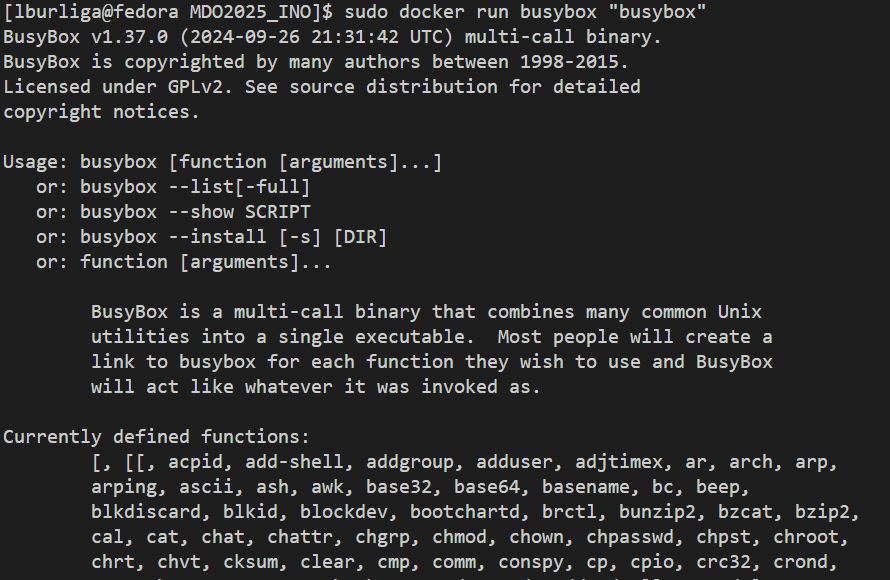 [lburliga@fedora MDO2025_INO]$ sudo docker run busybox "busybox"
BusyBox v1.37.0 (2024-09-26 21:31:42 UTC) multi-call binary.
BusyBox is copyrighted by many authors between 1998-2015.
Licensed under GPLv2. See source distribution for detailed
copyright notices.

Usage: busybox [function [arguments]...]
   or: busybox --list[-full]
   or: busybox --show SCRIPT
   or: busybox --install [-s] [DIR]
   or: function [arguments]...

        BusyBox is a multi-call binary that combines many common Unix
        utilities into a single executable.  Most people will create a
        link to busybox for each function they wish to use and BusyBox
        will act like whatever it was invoked as.

Currently defined functions:
        [, [[, acpid, add-shell, addgroup, adduser, adjtimex, ar, arch, arp,
        arping, ascii, ash, awk, base32, base64, basename, bc, beep,
        blkdiscard, blkid, blockdev, bootchartd, brctl, bunzip2, bzcat, bzip2,
        cal, cat, chat, chattr, chgrp, chmod, chown, chpasswd, chpst, chroot,
        chrt, chvt, cksum, clear, cmp, comm, conspy, cp, cpio, crc32, crond,